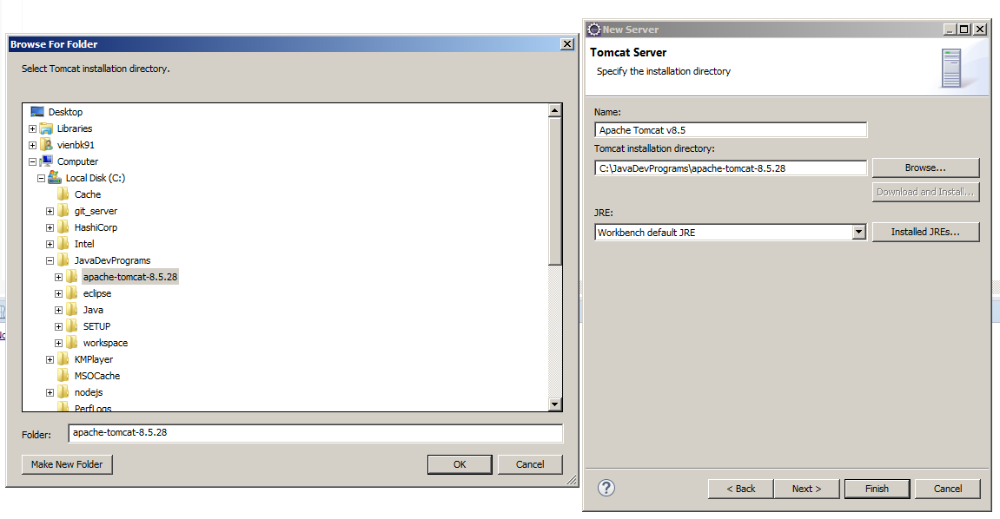 Browse For Folder
Select Tomcat installation directory.
Desktop
Libraries
vienbk91
Computer
Local Disk (C:)
Cache
git_server
HashiCorp
Intel
JavaDevPrograms
apache-tomcat-8.5.28
eclipse
Java
SETUP
workspace
KMPlayer
MSOCache
nodejs
PerfLogs
Folder: apache-tomcat-8.5.28
Make New Folder OK Cancel
New Server
Tomcat Server
Specify the installation directory
Name:
Apache Tomcat v8.5
Tomcat installation directory:
C:\JavaDevPrograms\apache-tomcat-8.5.28 Browse...
Download and Install...
JRE:
Workbench default JRE Installed JREs...
? < Back Next > Finish Cancel